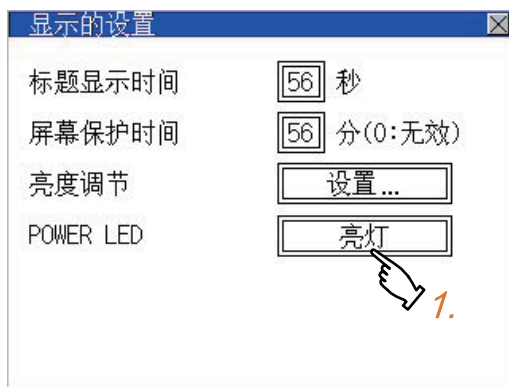 显示的设置
标题显示时间 56 秒
屏幕保护时间 56 分(0:无效)
亮度调节 设置...
POWER LED 亮灯
1.